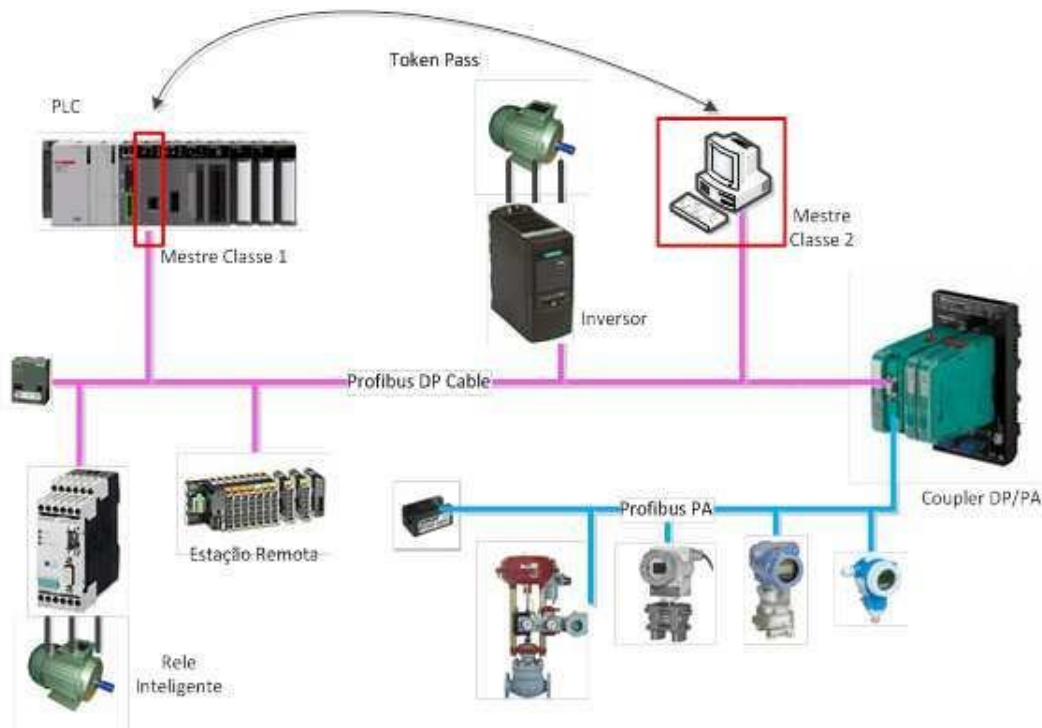 Token Pass
PLC
Mestre Classe 1
Mestre
Classe 2
Inversor
Profibus DP Cable
Coupler DP/PA
Profibus PA
Estação Remota
Rele
Inteligente